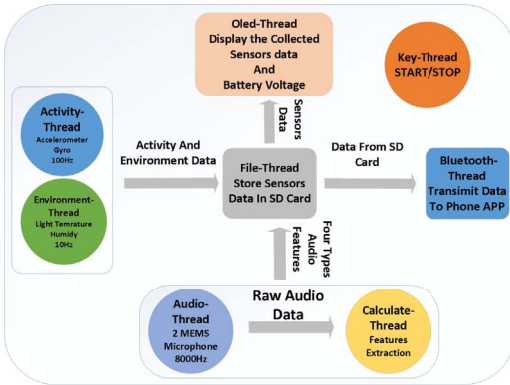 Oled-Thread
Display the Collected
Sensors data
And
Battery Voltage
Key-Thread
START/STOP
Activity-
Thread
Accelerometer
Gyro
100Hz
Sensors
Data
Activity And
Environment Data
File-Thread
Store Sensors
Data In SD Card
Data From SD
Card
Bluetooth-
Thread
Transimit Data
To Phone APP
Environment-
Thread
Light Temrature
Humidy
10Hz
Four Types
Audio
Features
Audio-
Thread
2 MEMS
Microphone
8000Hz
Raw Audio
Data
Calculate-
Thread
Features
Extraction